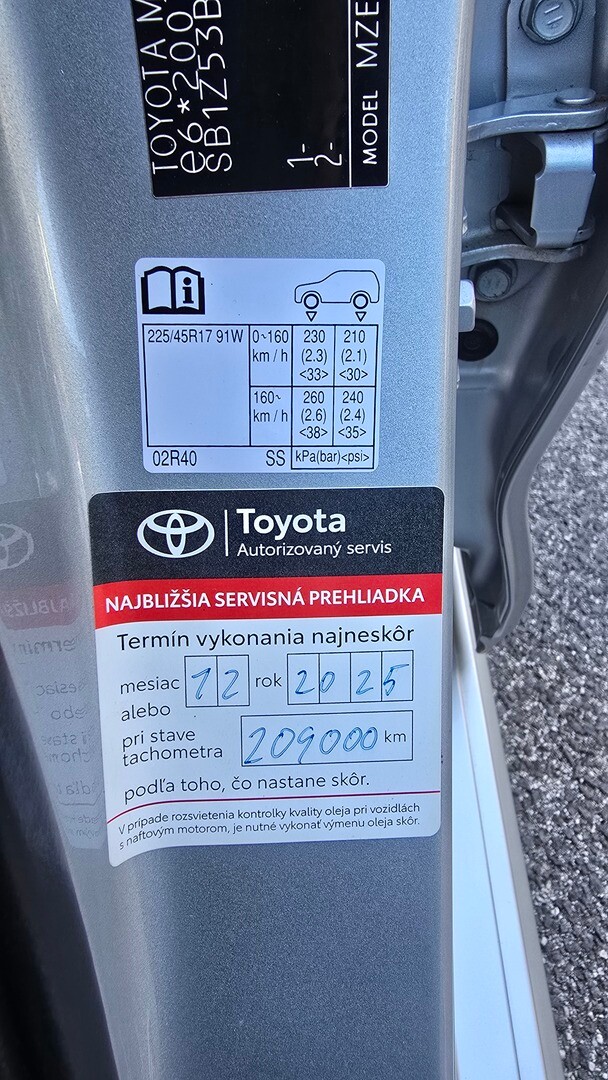 TOYOTA M
e6*200
SB1Z53B
1-
2-
MODEL MZE
i
225/45R17 91W 0~160 km/h 230 (2.3) <33> 210 (2.1) <30>
160~ km/h 260 (2.6) <38> 240 (2.4) <35>
02R40 SS kPa(bar)<psi>
Toyota
Autorizovaný servis
NAJBLIŽŠIA SERVISNÁ PREHLIADKA
Termín vykonania najneskôr
mesiac 12 rok 2025
alebo
pri stave tachometra 209000 km
podľa toho, čo nastane skôr.
V prípade rozsvietenia kontrolky kvality oleja pri vozidlách
s naftovým motorom, je nutné vykonať výmenu oleja skôr.